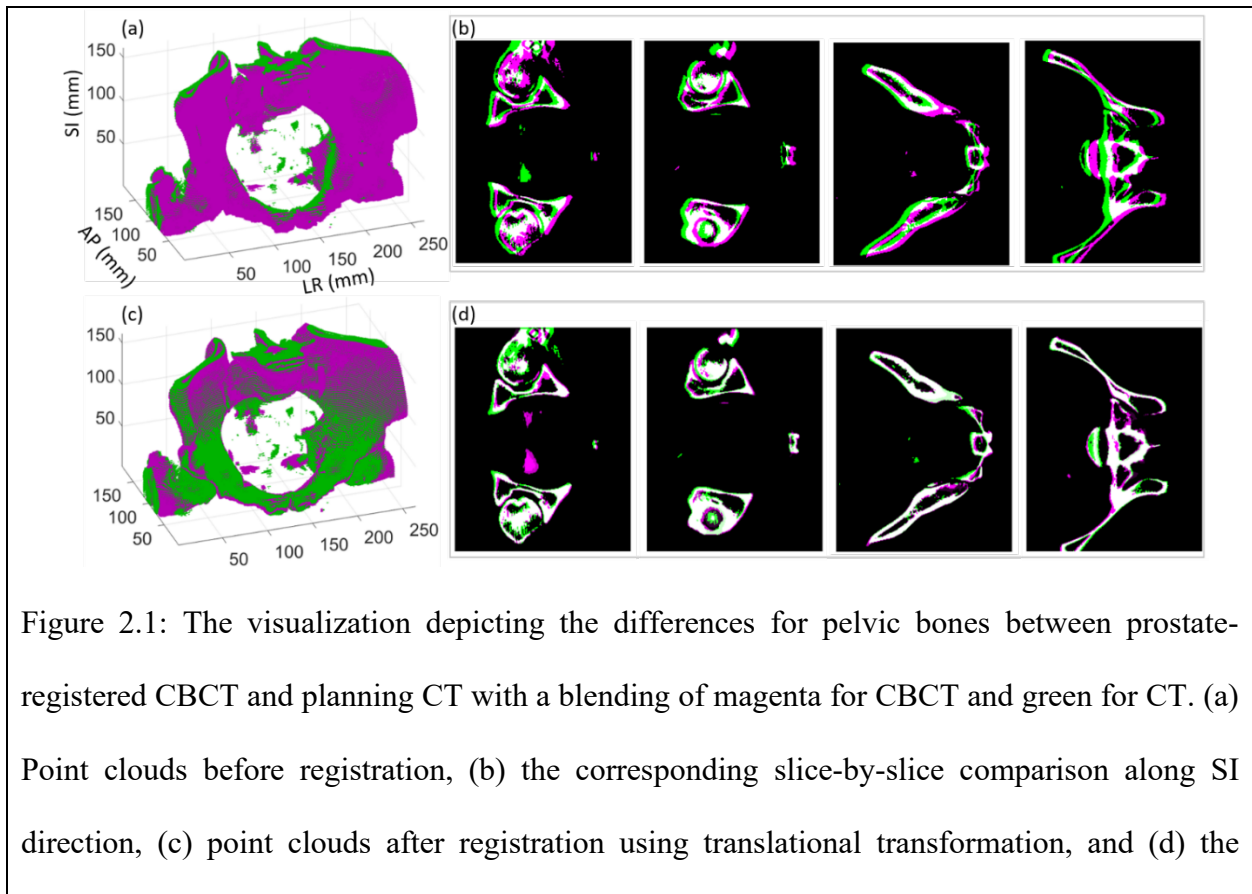 (a)
150
100
50
SI (mm)
150
100
50
AP (mm)
50
100
150
200
250
LR (mm)
(b)
(c)
150
100
50
150
100
50
50
100
150
200
250
(d)
Figure 2.1: The visualization depicting the differences for pelvic bones between prostate-
registered CBCT and planning CT with a blending of magenta for CBCT and green for CT. (a)
Point clouds before registration, (b) the corresponding slice-by-slice comparison along SI
direction, (c) point clouds after registration using translational transformation, and (d) the